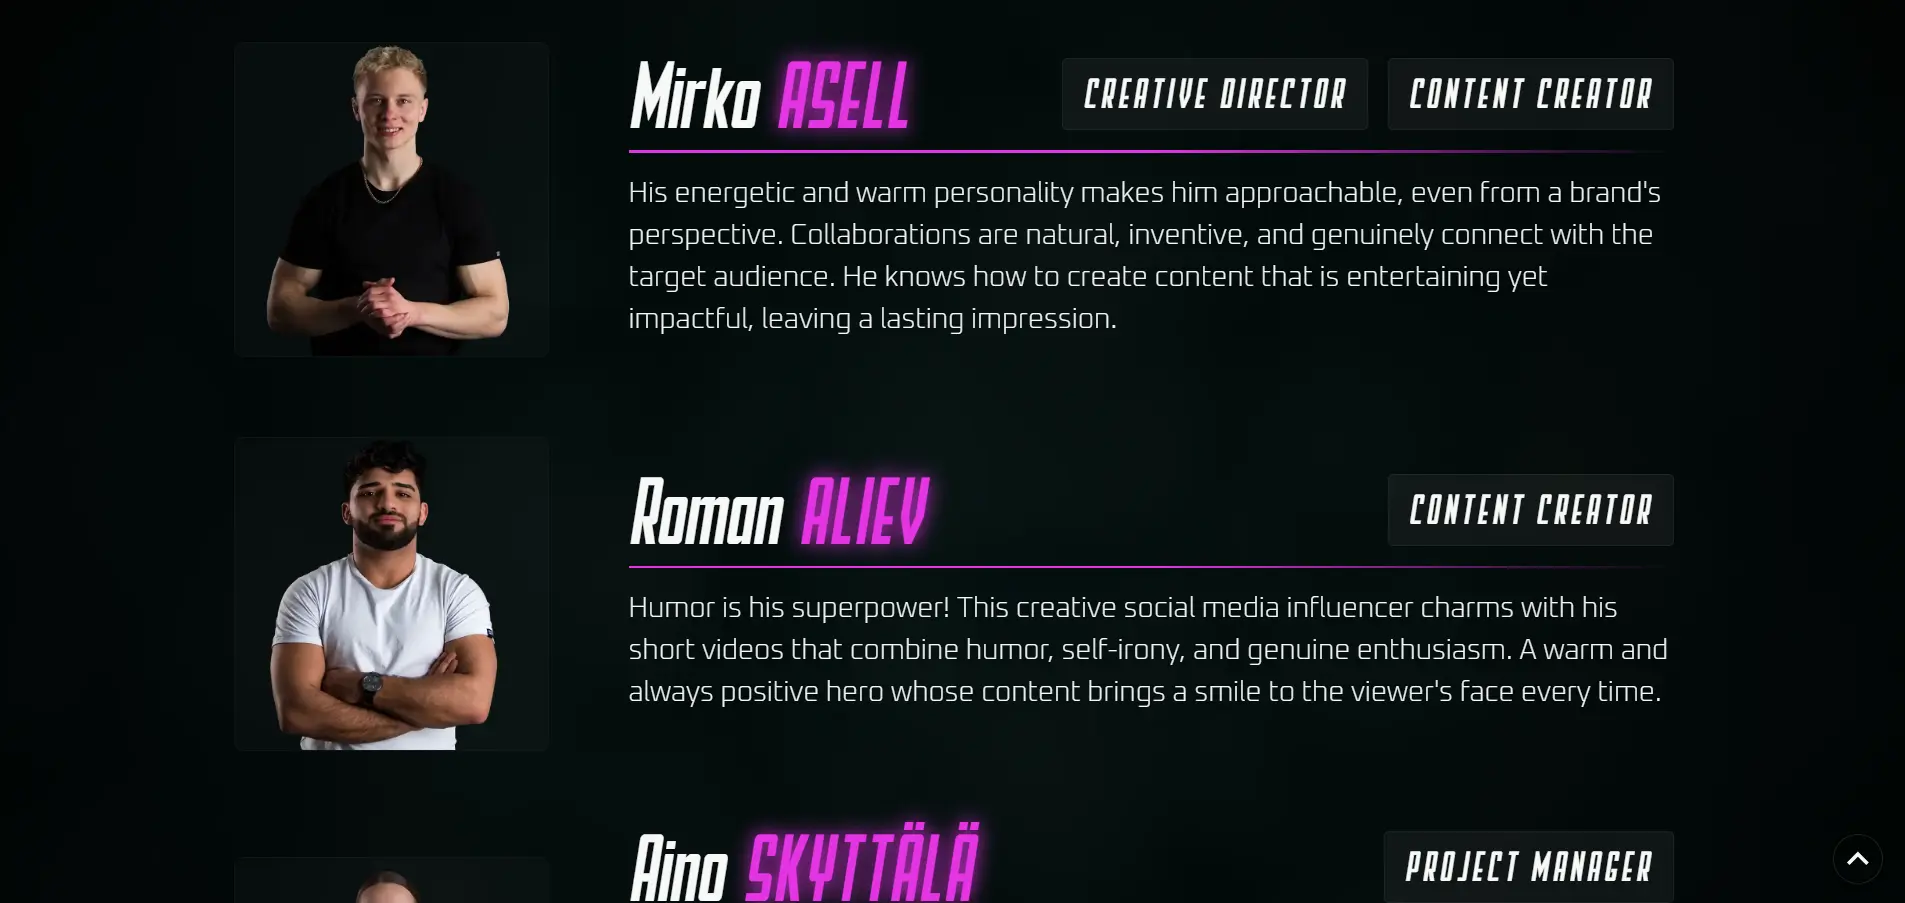 Mirko ASELL
CREATIVE DIRECTOR
CONTENT CREATOR
His energetic and warm personality makes him approachable, even from a brand's
perspective. Collaborations are natural, inventive, and genuinely connect with the
target audience. He knows how to create content that is entertaining yet
impactful, leaving a lasting impression.
Roman ALIEV
CONTENT CREATOR
Humor is his superpower! This creative social media influencer charms with his
short videos that combine humor, self-irony, and genuine enthusiasm. A warm and
always positive hero whose content brings a smile to the viewer's face every time.
Aino SKYTTÄLÄ
PROJECT MANAGER